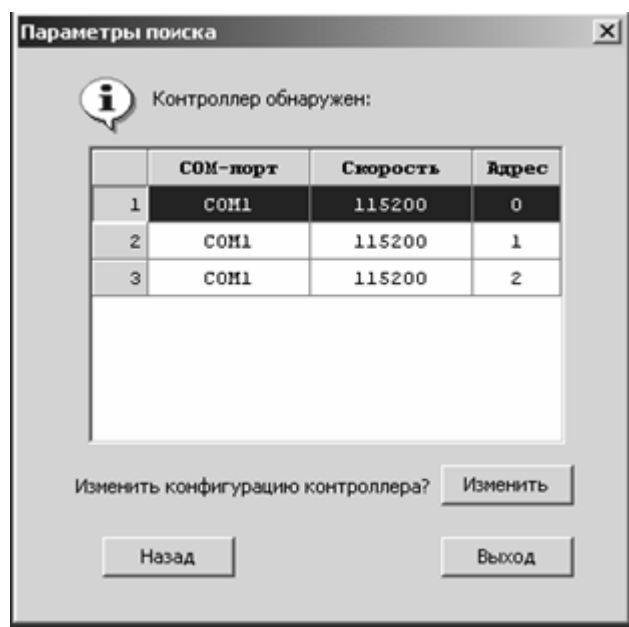 Параметры поиска
Контроллер обнаружен:
COM-порт Скорость Адрес
1 COM1 115200 0
2 COM1 115200 1
3 COM1 115200 2
Изменить конфигурацию контроллера? Изменить
Назад Выход